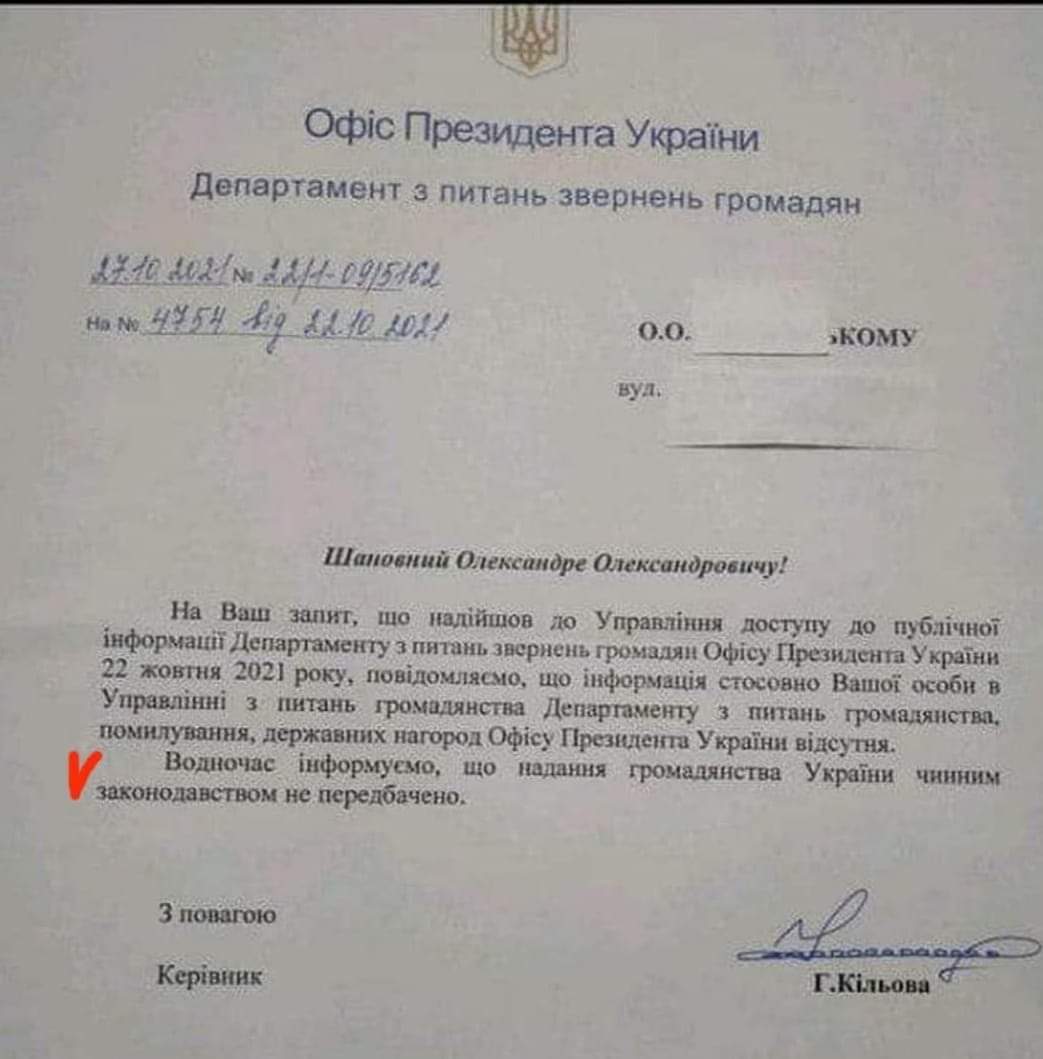 Офіс Президента України
Департамент з питань звернень громадян
27.10.2021 № 22/1-09/5162
На № 4754 від 22.10.2021
О.О. ькому
вул.
Шановний Олександре Олександровичу!
На Ваш запит, що надійшов до Управління доступу до публічної
інформації Департаменту з питань звернень громадян Офісу Президента України
22 жовтня 2021 року, повідомляємо, що інформація стосовно Вашої особи в
Управлінні з питань громадянства Департаменту з питань громадянства,
помилування, державних нагород Офісу Президента України відсутня.
Водночас інформуємо, що надання громадянства України чинним
законодавством не передбачено.
З повагою
Керівник
Г.Кільова